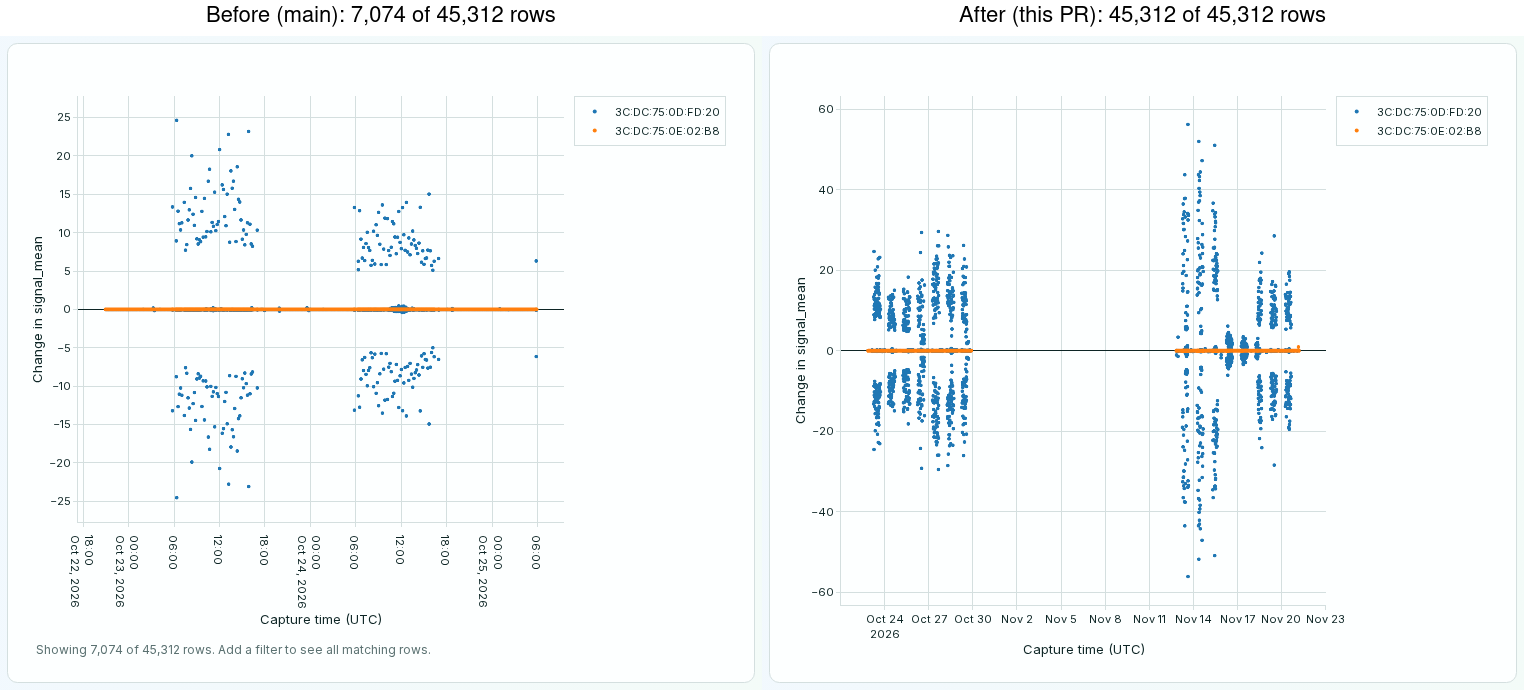 Before (main): 7,074 of 45,312 rows
After (this PR): 45,312 of 45,312 rows
3C:DC:75:0D:FD:20
3C:DC:75:0E:02:B8
25
20
15
10
5
0
−5
−10
−15
−20
−25
Change in signal_mean
18:00
Oct 22, 2026
00:00
Oct 23, 2026
06:00
12:00
18:00
00:00
Oct 24, 2026
06:00
12:00
18:00
00:00
Oct 25, 2026
06:00
Capture time (UTC)
Showing 7,074 of 45,312 rows. Add a filter to see all matching rows.
3C:DC:75:0D:FD:20
3C:DC:75:0E:02:B8
60
40
20
0
−20
−40
−60
Change in signal_mean
Oct 24 Oct 27 Oct 30 Nov 2 Nov 5 Nov 8 Nov 11 Nov 14 Nov 17 Nov 20 Nov 23
2026
Capture time (UTC)